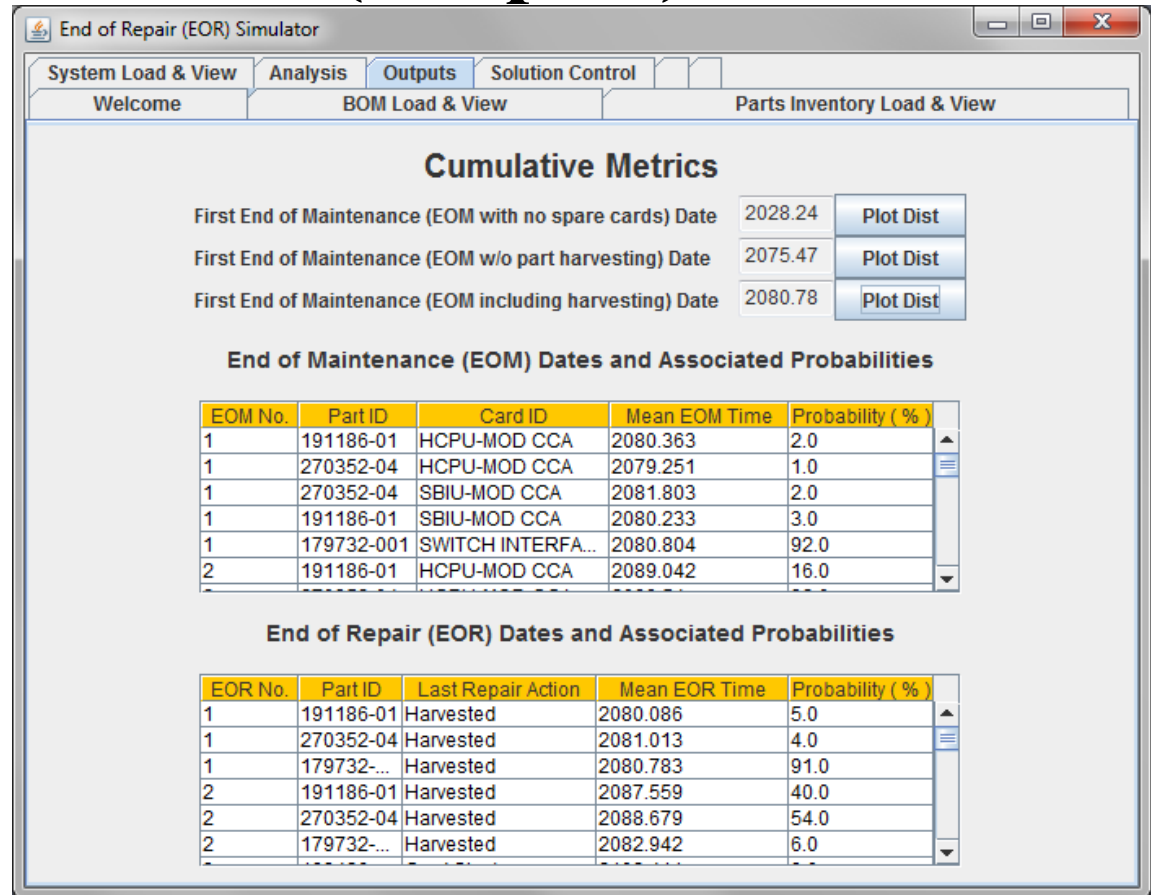 End of Repair (EOR) Simulator
System Load & View Analysis Outputs Solution Control
Welcome BOM Load & View Parts Inventory Load & View
Cumulative Metrics
First End of Maintenance (EOM with no spare cards) Date 2028.24 Plot Dist
First End of Maintenance (EOM w/o part harvesting) Date 2075.47 Plot Dist
First End of Maintenance (EOM including harvesting) Date 2080.78 Plot Dist
End of Maintenance (EOM) Dates and Associated Probabilities
EOM No. Part ID Card ID Mean EOM Time Probability ( % )
1 191186-01 HCPU-MOD CCA 2080.363 2.0
1 270352-04 HCPU-MOD CCA 2079.251 1.0
1 270352-04 SBIU-MOD CCA 2081.803 2.0
1 191186-01 SBIU-MOD CCA 2080.233 3.0
1 179732-001 SWITCH INTERFA... 2080.804 92.0
2 191186-01 HCPU-MOD CCA 2089.042 16.0
End of Repair (EOR) Dates and Associated Probabilities
EOR No. Part ID Last Repair Action Mean EOR Time Probability ( % )
1 191186-01 Harvested 2080.086 5.0
1 270352-04 Harvested 2081.013 4.0
1 179732-... Harvested 2080.783 91.0
2 191186-01 Harvested 2087.559 40.0
2 270352-04 Harvested 2088.679 54.0
2 179732-... Harvested 2082.942 6.0